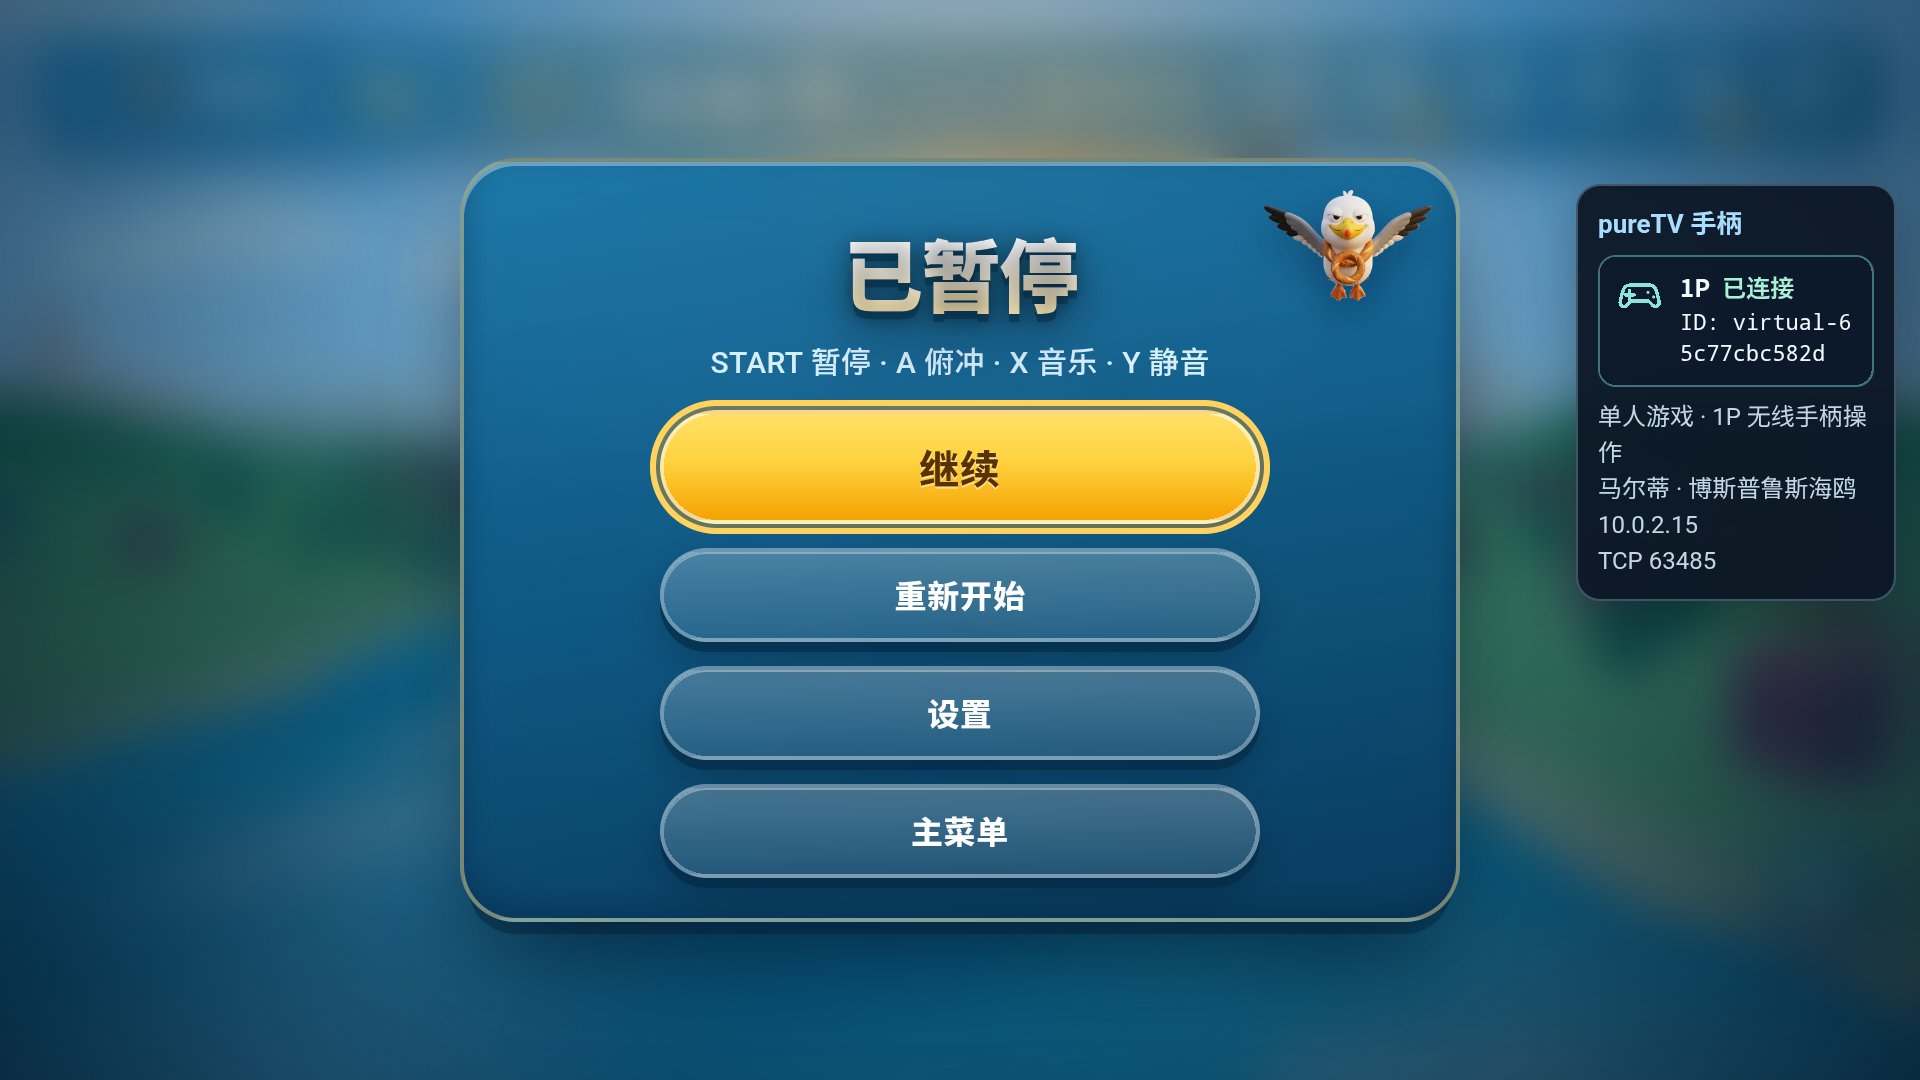 已暂停
START 暂停 · A 俯冲 · X 音乐 · Y 静音
继续
重新开始
设置
主菜单
pureTV 手柄
1P 已连接
ID: virtual-6
5c77cbc582d
单人游戏 · 1P 无线手柄操
作
马尔蒂 · 博斯普鲁斯海鸥
10.0.2.15
TCP 63485